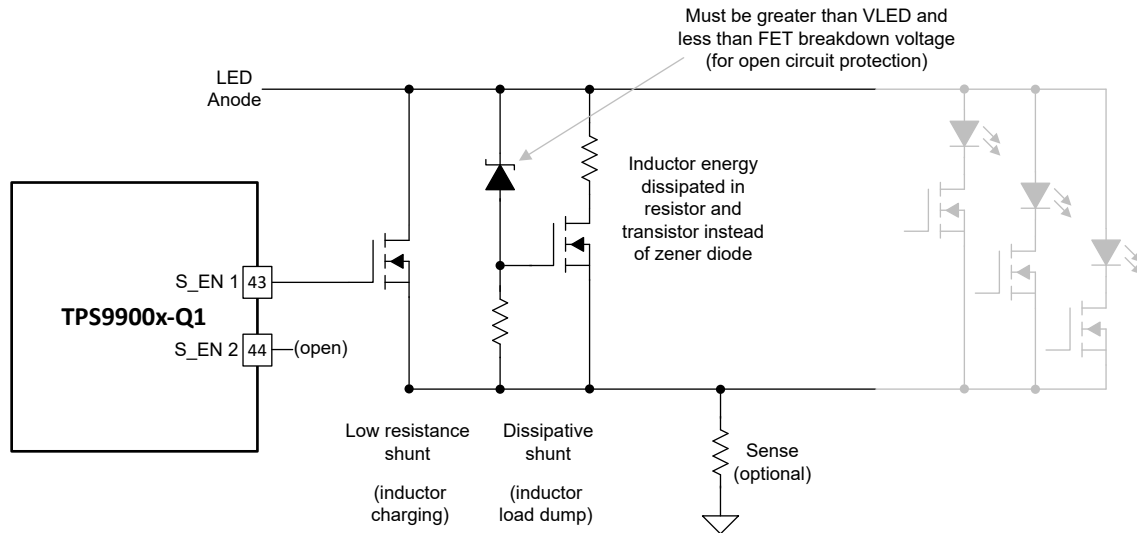 Must be greater than VLED and
less than FET breakdown voltage
(for open circuit protection)
LED
Anode
Inductor energy
dissipated in
resistor and
transistor instead
of zener diode
S_EN 1
43
TPS9900x-Q1
S_EN 2
44
(open)
Low resistance
shunt
(inductor
charging)
Dissipative
shunt
(inductor
load dump)
Sense
(optional)